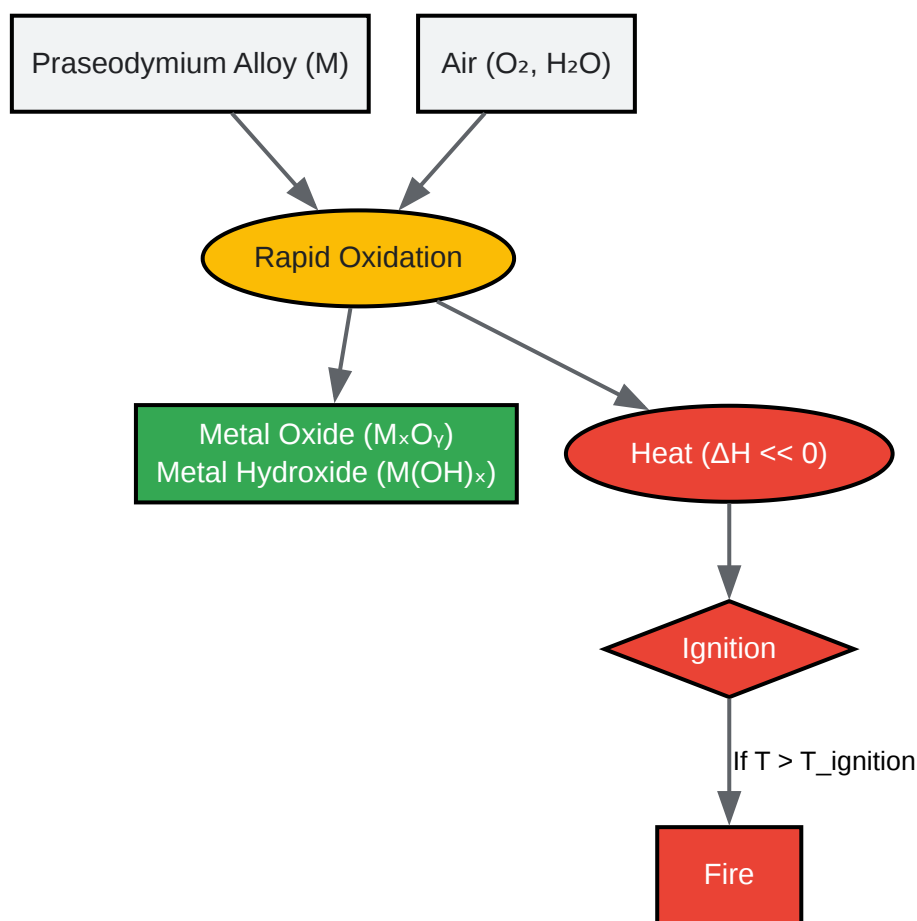 Praseodymium Alloy (M)
Air (O₂, H₂O)
Rapid Oxidation
Metal Oxide (MₓOᵧ)
Metal Hydroxide (M(OH)ₓ)
Heat (ΔH << 0)
Ignition
If T > T_ignition
Fire